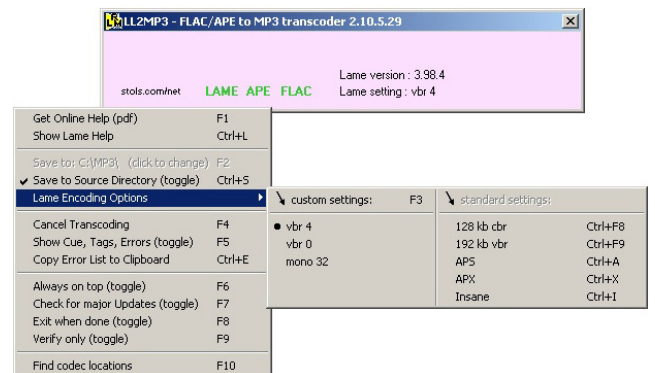 LL2MP3 - FLAC/APE to MP3 transcoder 2.10.5.29
Lame version : 3.98.4
stols.com/net LAME APE FLAC Lame setting : vbr 4
Get Online Help (pdf) F1
Show Lame Help Ctrl+L
Save to: C:\MP3\ (click to change) F2
Save to Source Directory (toggle) Ctrl+S
Lame Encoding Options
Cancel Transcoding F4
Show Cue, Tags, Errors (toggle) F5
Copy Error List to Clipboard Ctrl+E
Always on top (toggle) F6
Check for major Updates (toggle) F7
Exit when done (toggle) F8
Verify only (toggle) F9
Find codec locations F10
custom settings: F3
vbr 4
vbr 0
mono 32
standard settings:
128 kb cbr Ctrl+F8
192 kb vbr Ctrl+F9
APS Ctrl+A
APX Ctrl+X
Insane Ctrl+I